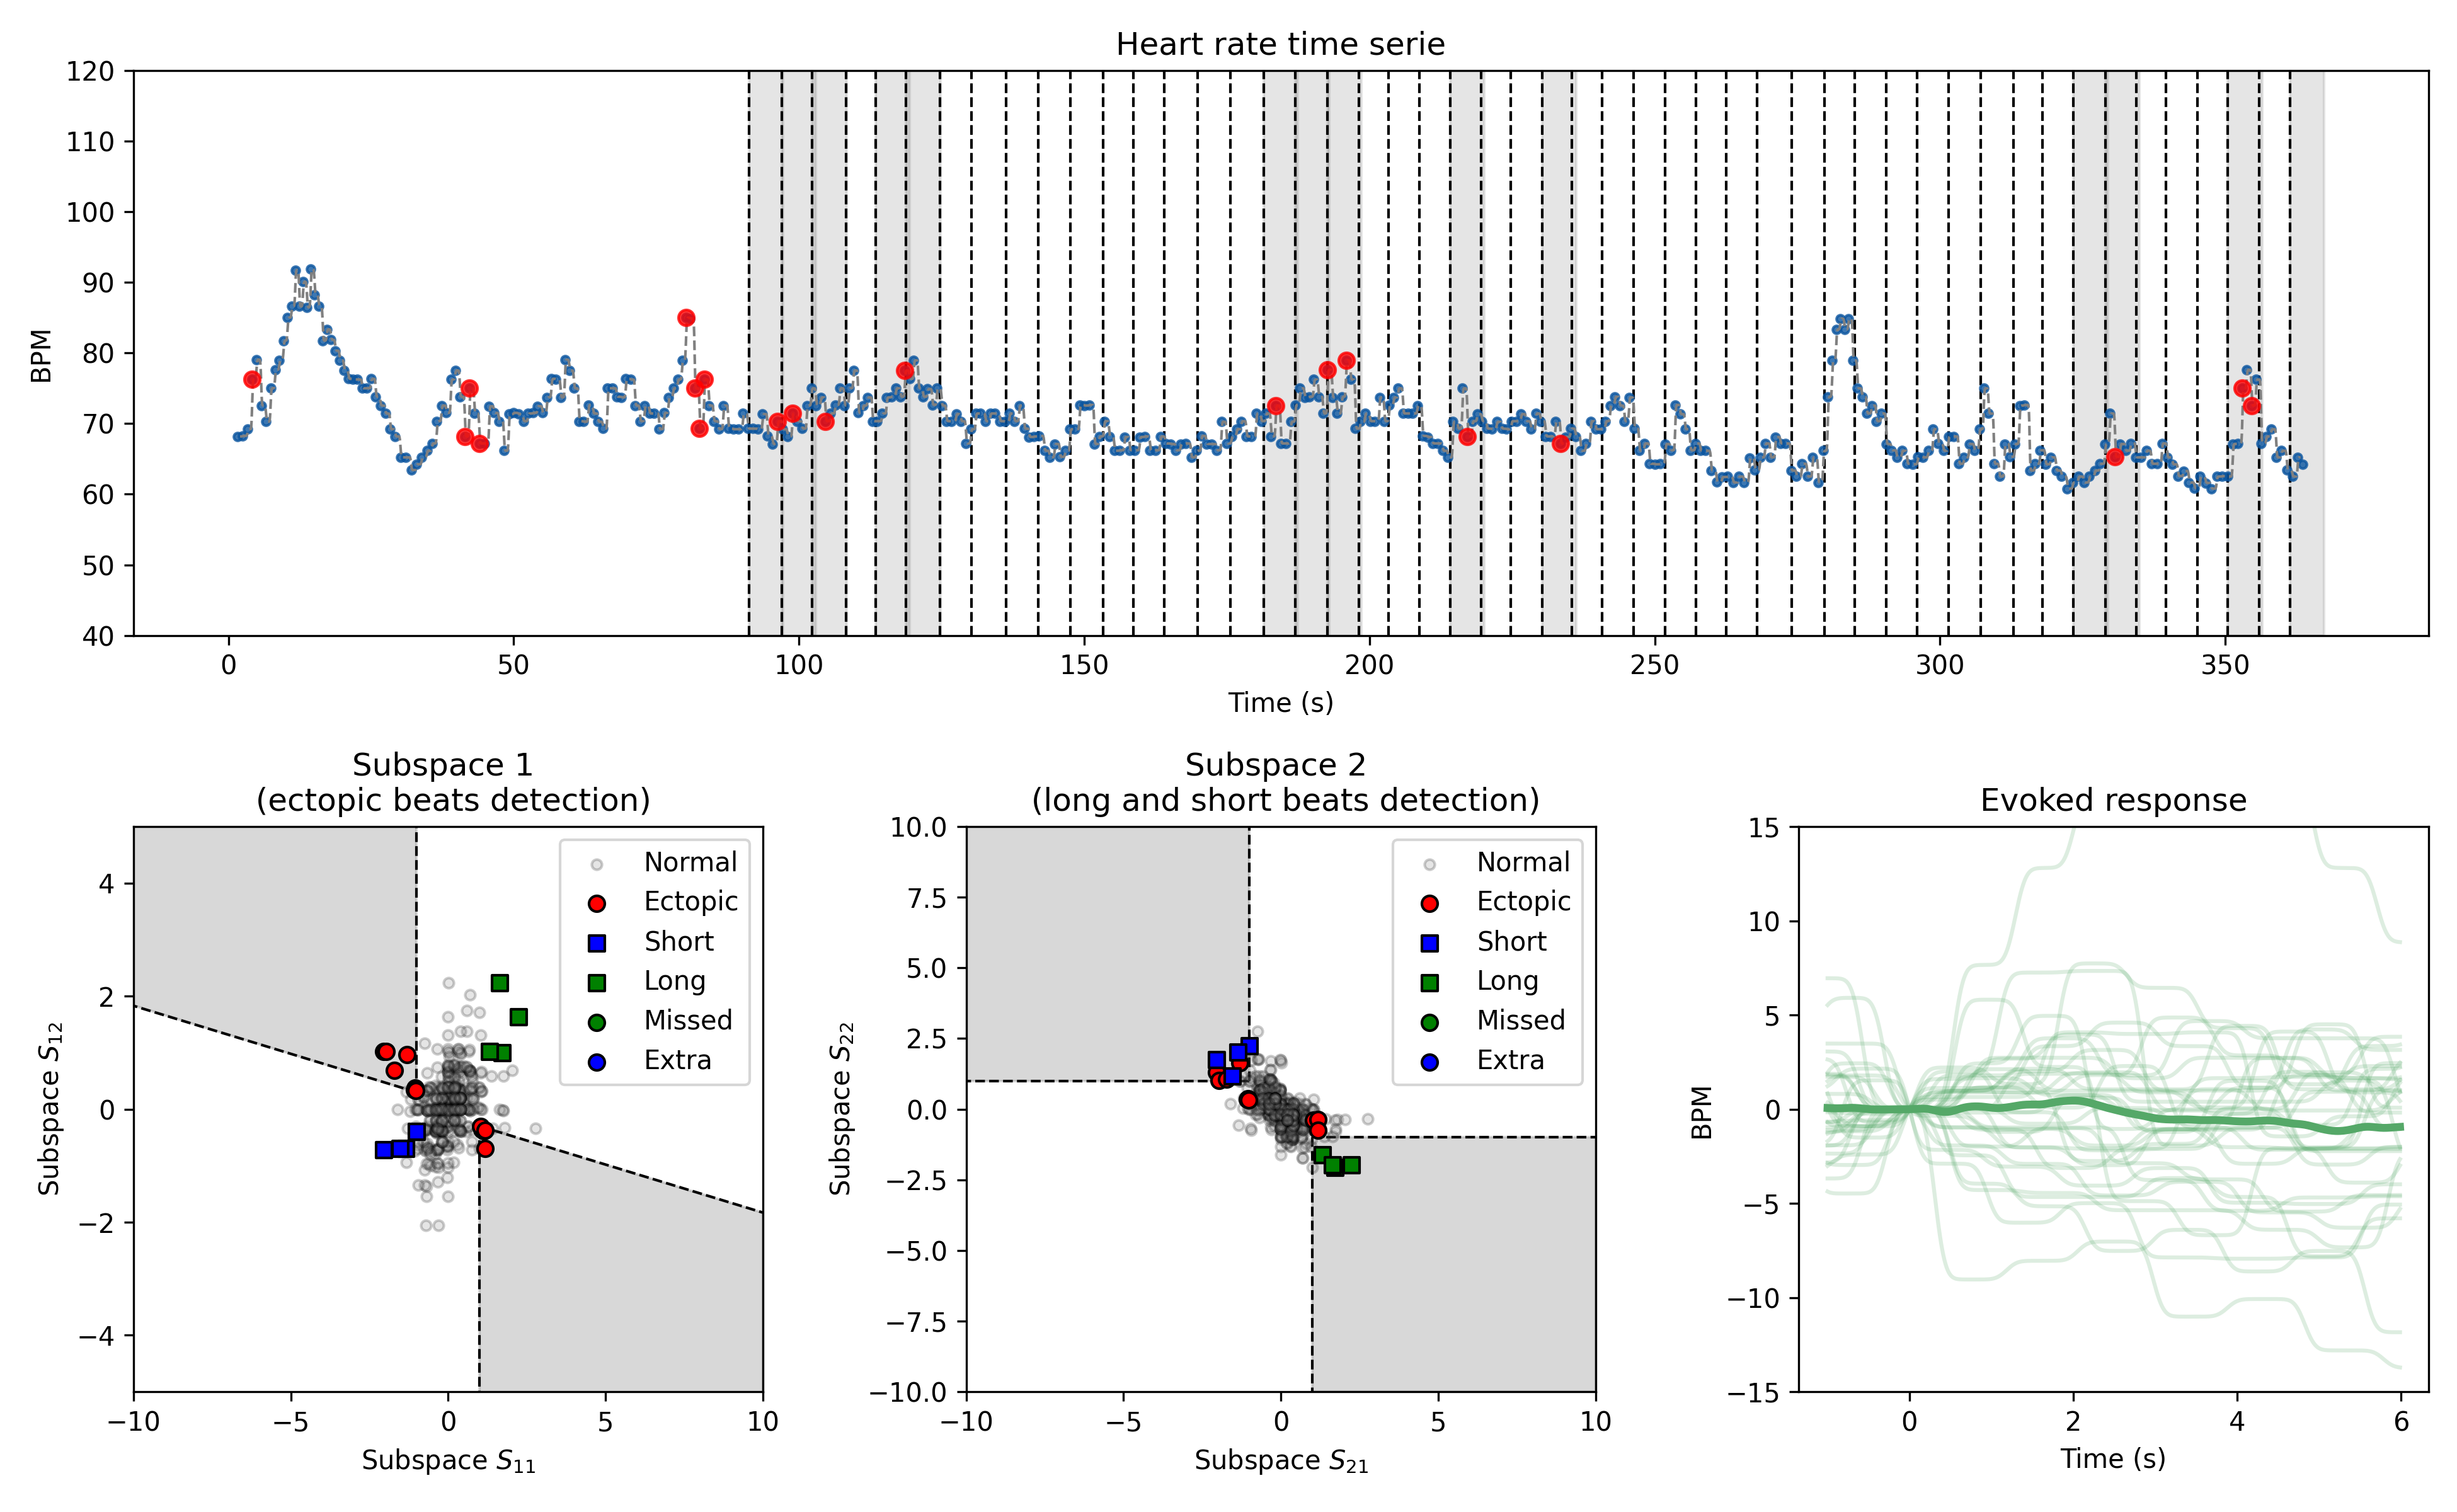 Heart rate time serie
120
110
100
90
80
70
60
50
40
BPM
0 50 100 150 200 250 300 350
Time (s)
Subspace 1
(ectopic beats detection)
4
2
0
−2
−4
Subspace S12
−10 −5 0 5 10
Subspace S11
Normal
Ectopic
Short
Long
Missed
Extra
Subspace 2
(long and short beats detection)
10.0
7.5
5.0
2.5
0.0
−2.5
−5.0
−7.5
−10.0
Subspace S22
−10 −5 0 5 10
Subspace S21
Normal
Ectopic
Short
Long
Missed
Extra
Evoked response
15
10
5
0
−5
−10
−15
BPM
0 2 4 6
Time (s)